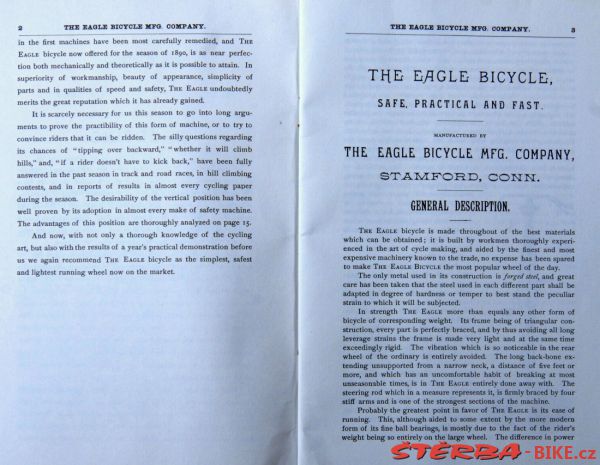 2 THE EAGLE BICYCLE MFG. COMPANY.
in the first machines have been most carefully remedied, and THE
EAGLE bicycle now offered for the season of 1890, is as near perfec-
tion both mechanically and theoretically as it is possible to attain. In
superiority of workmanship, beauty of appearance, simplicity of
parts and in qualities of speed and safety, THE EAGLE undoubtedly
merits the great reputation which it has already gained.
It is scarcely necessary for us this season to go into long argu-
ments to prove the practibility of this form of machine, or to try to
convince riders that it can be ridden. The silly questions regarding
its chances of "tipping over backward," "whether it will climb
hills," and, "if a rider doesn't have to kick back," have been fully
answered in the past season in track and road races, in hill climbing
contests, and in reports of results in almost every cycling paper
during the season. The desirability of the vertical position has been
well proven by its adoption in almost every make of safety machine.
The advantages of this position are thoroughly analyzed on page 15.
And now, with not only a thorough knowledge of the cycling
art, but also with the results of a year's practical demonstration before
us we again recommend THE EAGLE bicycle as the simplest, safest
and lightest running wheel now on the market.
THE EAGLE BICYCLE MFG. COMPANY. 3
THE EAGLE BICYCLE,
SAFE, PRACTICAL AND FAST.
MANUFACTURED BY
THE EAGLE BICYCLE MFG. COMPANY,
STAMFORD, CONN.
GENERAL DESCRIPTION.
THE EAGLE bicycle is made throughout of the best materials
which can be obtained; it is built by workmen thoroughly experi-
enced in the art of cycle making, and aided by the finest and most
expensive machinery known to the trade, no expense has been spared
to make THE EAGLE BICYCLE the most popular wheel of the day.
The only metal used in its construction is forged steel, and great
care has been taken that the steel used in each different part shall be
adapted in degree of hardness or temper to best stand the peculiar
strain to which it will be subjected.
In strength THE EAGLE more than equals any other form of
bicycle of corresponding weight. Its frame being of triangular con-
struction, every part is perfectly braced, and by thus avoiding all long
leverage strains the frame is made very light and at the same time
exceedingly rigid. The vibration which is so noticeable in the rear
wheel of the ordinary is entirely avoided. The long back-bone ex-
tending unsupported from a narrow neck, a distance of five feet or
more, and which has an uncomfortable habit of breaking at most
unseasonable times, is in THE EAGLE entirely done away with. The
steering rod which in a measure represents it, is firmly braced by four
stiff arms and is one of the strongest sections of the machine.
Probably the greatest point in favor of THE EAGLE is its ease of
running. This, although aided to some extent by the more modern
form of its fine ball bearings, is mostly due to the fact of the rider's
weight being so entirely on the large wheel. The difference in power
ŠTĚRBA-BIKE.cz